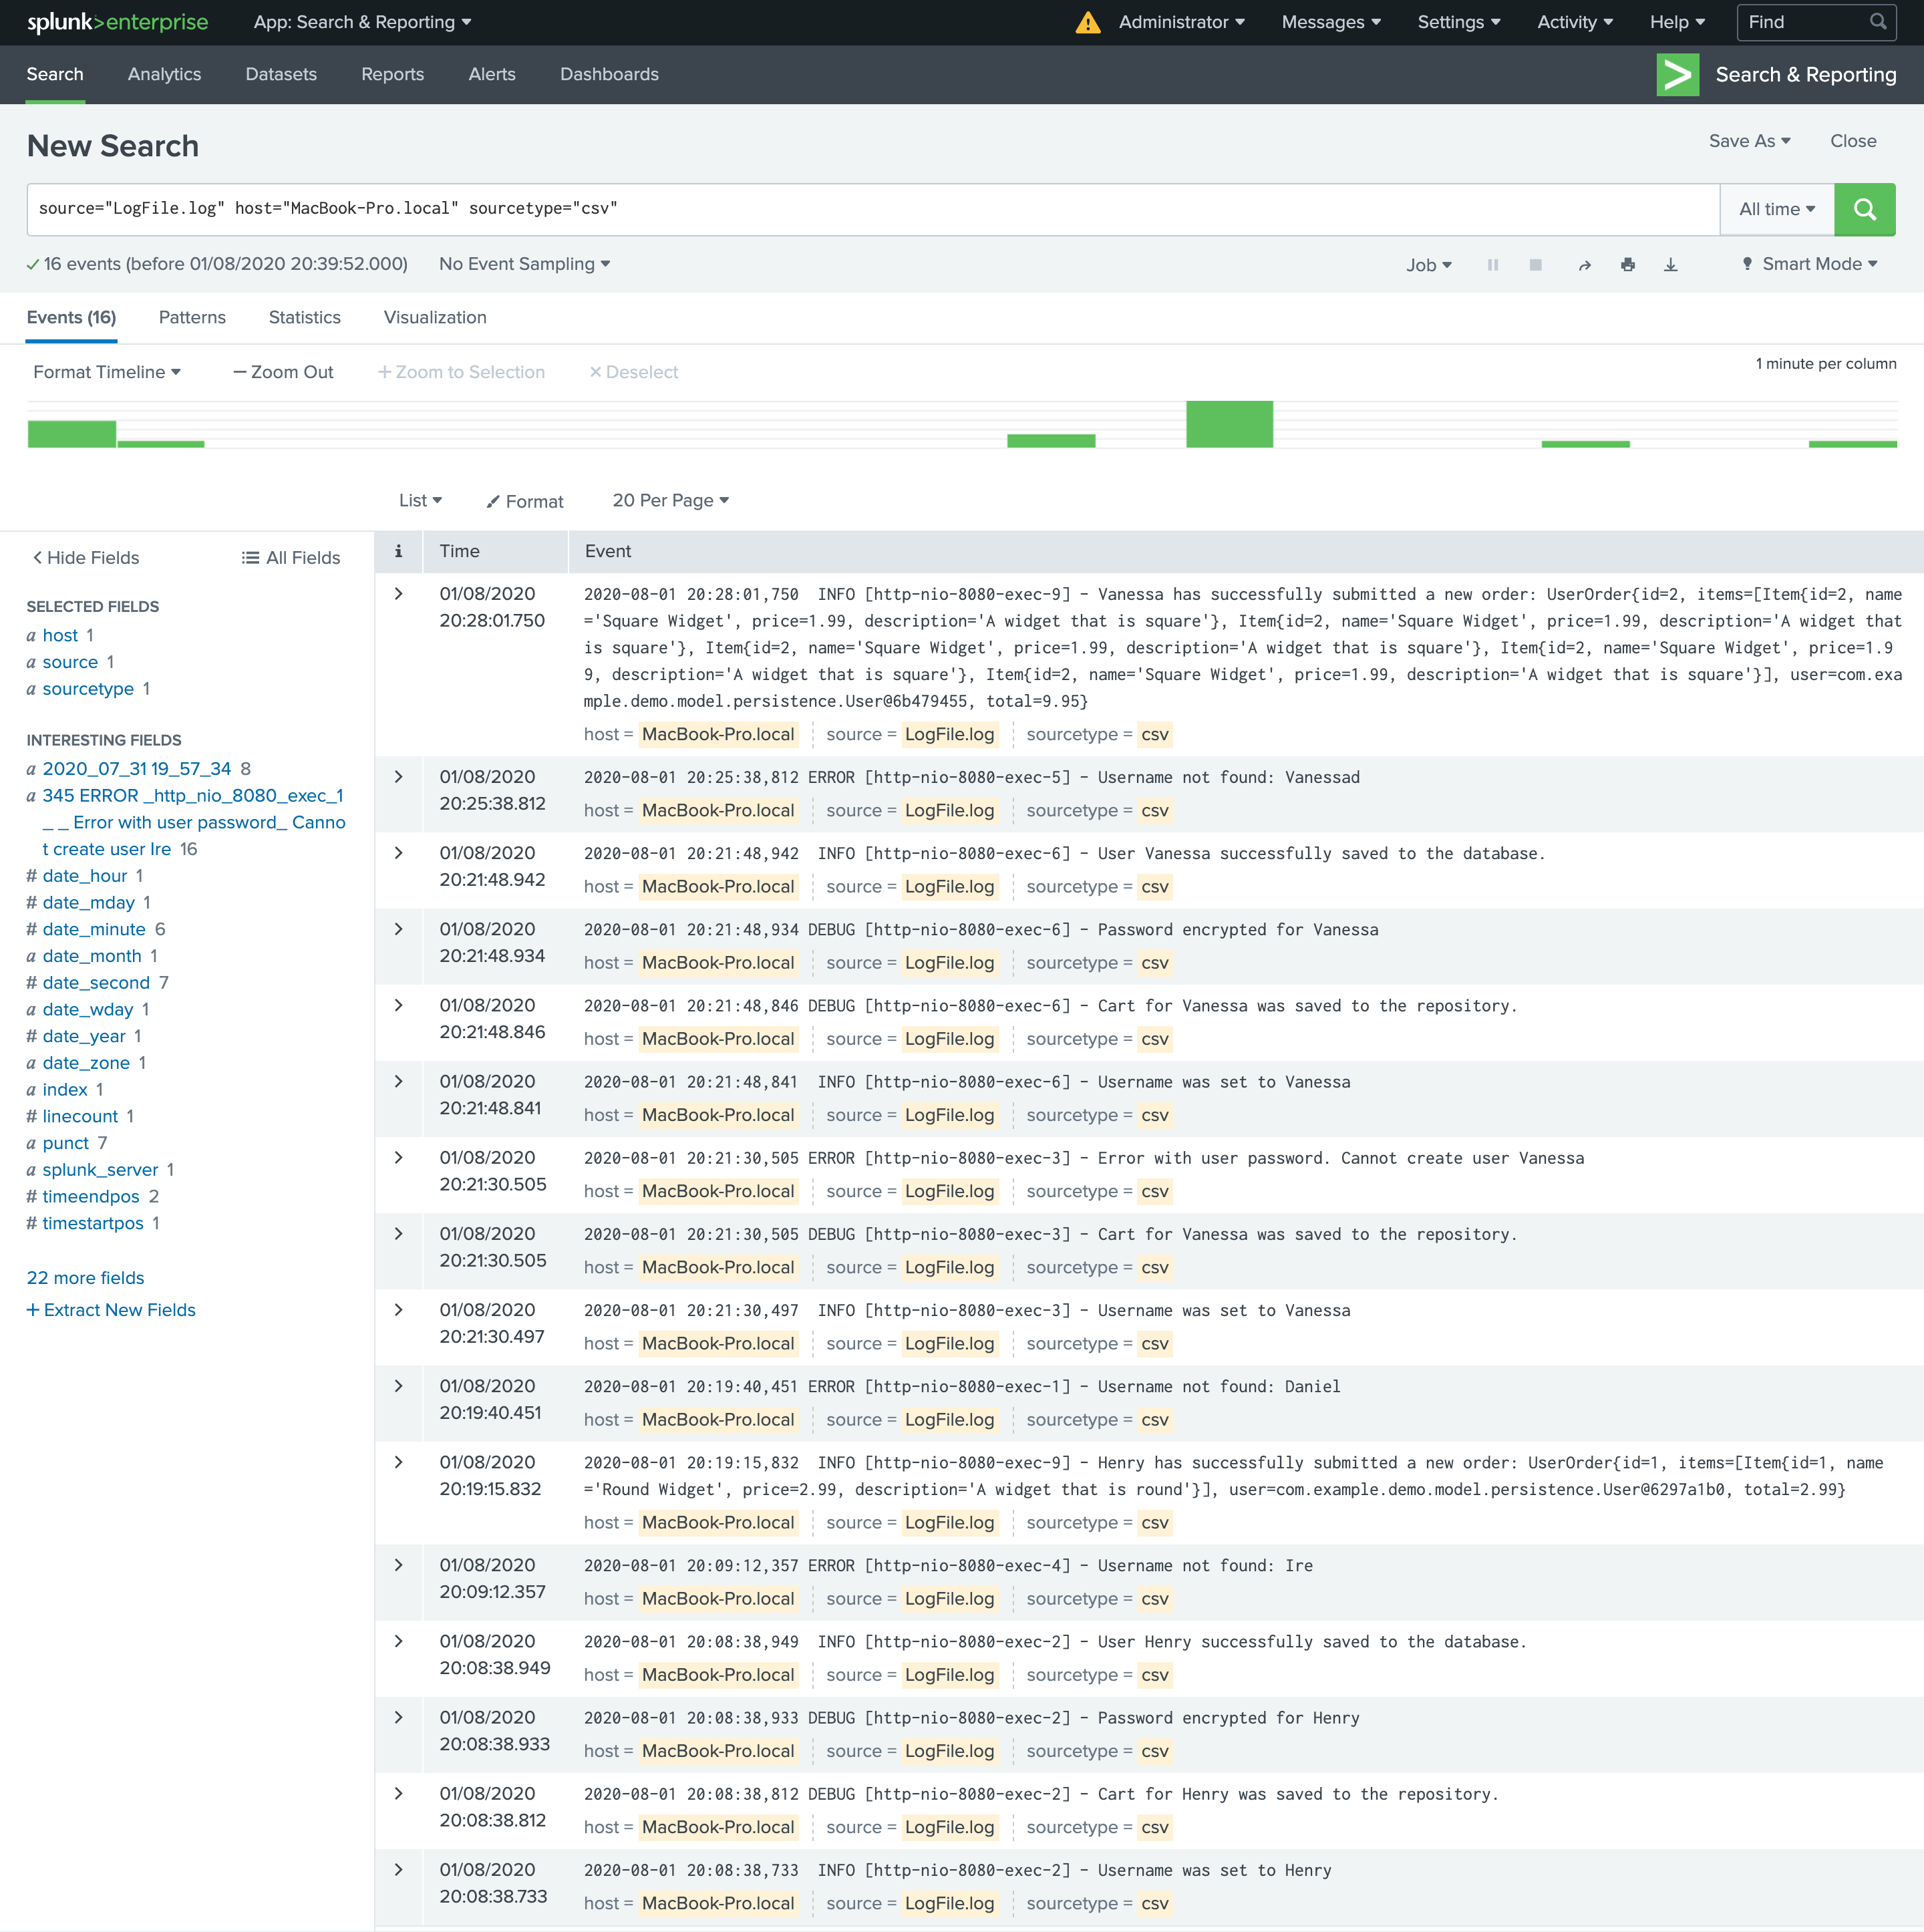 splunk>enterprise App: Search & Reporting Administrator Messages Settings Activity Help Find
Search Analytics Datasets Reports Alerts Dashboards Search & Reporting
New Search Save As Close
source="LogFile.log" host="MacBook-Pro.local" sourcetype="csv" All time
16 events (before 01/08/2020 20:39:52.000) No Event Sampling Job Smart Mode
Events (16) Patterns Statistics Visualization
Format Timeline — Zoom Out + Zoom to Selection × Deselect 1 minute per column
List Format 20 Per Page
< Hide Fields All Fields
SELECTED FIELDS
a host 1
a source 1
a sourcetype 1
INTERESTING FIELDS
a 2020_07_31 19_57_34 8
a 345 ERROR _http_nio_8080_exec_1
_ _ Error with user password_ Canno
t create user Ire 16
# date_hour 1
# date_mday 1
# date_minute 6
a date_month 1
# date_second 7
a date_wday 1
# date_year 1
a date_zone 1
a index 1
# linecount 1
a punct 7
a splunk_server 1
# timeendpos 2
# timestartpos 1
22 more fields
+ Extract New Fields
i Time Event
01/08/2020
20:28:01.750
2020-08-01 20:28:01,750  INFO [http-nio-8080-exec-9] - Vanessa has successfully submitted a new order: UserOrder{id=2, items=[Item{id=2, name
='Square Widget', price=1.99, description='A widget that is square'}, Item{id=2, name='Square Widget', price=1.99, description='A widget that
is square'}, Item{id=2, name='Square Widget', price=1.99, description='A widget that is square'}, Item{id=2, name='Square Widget', price=1.9
9, description='A widget that is square'}, Item{id=2, name='Square Widget', price=1.99, description='A widget that is square'}], user=com.exa
mple.demo.model.persistence.User@6b479455, total=9.95}
host = MacBook-Pro.local source = LogFile.log sourcetype = csv
01/08/2020
20:25:38.812
2020-08-01 20:25:38,812 ERROR [http-nio-8080-exec-5] - Username not found: Vanessad
host = MacBook-Pro.local source = LogFile.log sourcetype = csv
01/08/2020
20:21:48.942
2020-08-01 20:21:48,942  INFO [http-nio-8080-exec-6] - User Vanessa successfully saved to the database.
host = MacBook-Pro.local source = LogFile.log sourcetype = csv
01/08/2020
20:21:48.934
2020-08-01 20:21:48,934 DEBUG [http-nio-8080-exec-6] - Password encrypted for Vanessa
host = MacBook-Pro.local source = LogFile.log sourcetype = csv
01/08/2020
20:21:48.846
2020-08-01 20:21:48,846 DEBUG [http-nio-8080-exec-6] - Cart for Vanessa was saved to the repository.
host = MacBook-Pro.local source = LogFile.log sourcetype = csv
01/08/2020
20:21:48.841
2020-08-01 20:21:48,841  INFO [http-nio-8080-exec-6] - Username was set to Vanessa
host = MacBook-Pro.local source = LogFile.log sourcetype = csv
01/08/2020
20:21:30.505
2020-08-01 20:21:30,505 ERROR [http-nio-8080-exec-3] - Error with user password. Cannot create user Vanessa
host = MacBook-Pro.local source = LogFile.log sourcetype = csv
01/08/2020
20:21:30.505
2020-08-01 20:21:30,505 DEBUG [http-nio-8080-exec-3] - Cart for Vanessa was saved to the repository.
host = MacBook-Pro.local source = LogFile.log sourcetype = csv
01/08/2020
20:21:30.497
2020-08-01 20:21:30,497  INFO [http-nio-8080-exec-3] - Username was set to Vanessa
host = MacBook-Pro.local source = LogFile.log sourcetype = csv
01/08/2020
20:19:40.451
2020-08-01 20:19:40,451 ERROR [http-nio-8080-exec-1] - Username not found: Daniel
host = MacBook-Pro.local source = LogFile.log sourcetype = csv
01/08/2020
20:19:15.832
2020-08-01 20:19:15,832  INFO [http-nio-8080-exec-9] - Henry has successfully submitted a new order: UserOrder{id=1, items=[Item{id=1, name
='Round Widget', price=2.99, description='A widget that is round'}], user=com.example.demo.model.persistence.User@6297a1b0, total=2.99}
host = MacBook-Pro.local source = LogFile.log sourcetype = csv
01/08/2020
20:09:12.357
2020-08-01 20:09:12,357 ERROR [http-nio-8080-exec-4] - Username not found: Ire
host = MacBook-Pro.local source = LogFile.log sourcetype = csv
01/08/2020
20:08:38.949
2020-08-01 20:08:38,949  INFO [http-nio-8080-exec-2] - User Henry successfully saved to the database.
host = MacBook-Pro.local source = LogFile.log sourcetype = csv
01/08/2020
20:08:38.933
2020-08-01 20:08:38,933 DEBUG [http-nio-8080-exec-2] - Password encrypted for Henry
host = MacBook-Pro.local source = LogFile.log sourcetype = csv
01/08/2020
20:08:38.812
2020-08-01 20:08:38,812 DEBUG [http-nio-8080-exec-2] - Cart for Henry was saved to the repository.
host = MacBook-Pro.local source = LogFile.log sourcetype = csv
01/08/2020
20:08:38.733
2020-08-01 20:08:38,733  INFO [http-nio-8080-exec-2] - Username was set to Henry
host = MacBook-Pro.local source = LogFile.log sourcetype = csv